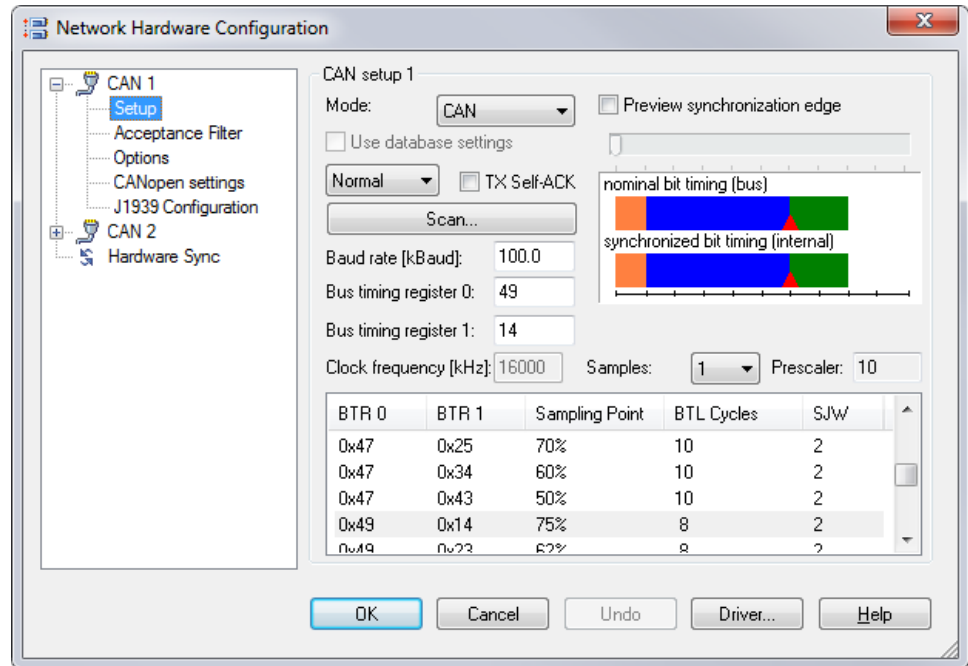 Network Hardware Configuration
CAN 1
Setup
Acceptance Filter
Options
CANopen settings
J1939 Configuration
CAN 2
Hardware Sync
CAN setup 1
Mode: CAN Preview synchronization edge
Use database settings
Normal TX Self-ACK
Scan...
nominal bit timing (bus)
synchronized bit timing (internal)
Baud rate [kBaud]: 100.0
Bus timing register 0: 49
Bus timing register 1: 14
Clock frequency [kHz]: 16000 Samples: 1 Prescaler: 10
BTR 0 BTR 1 Sampling Point BTL Cycles SJW
0x47 0x25 70% 10 2
0x47 0x34 60% 10 2
0x47 0x43 50% 10 2
0x49 0x14 75% 8 2
0x49 0x23 62% 8 2
OK Cancel Undo Driver... Help